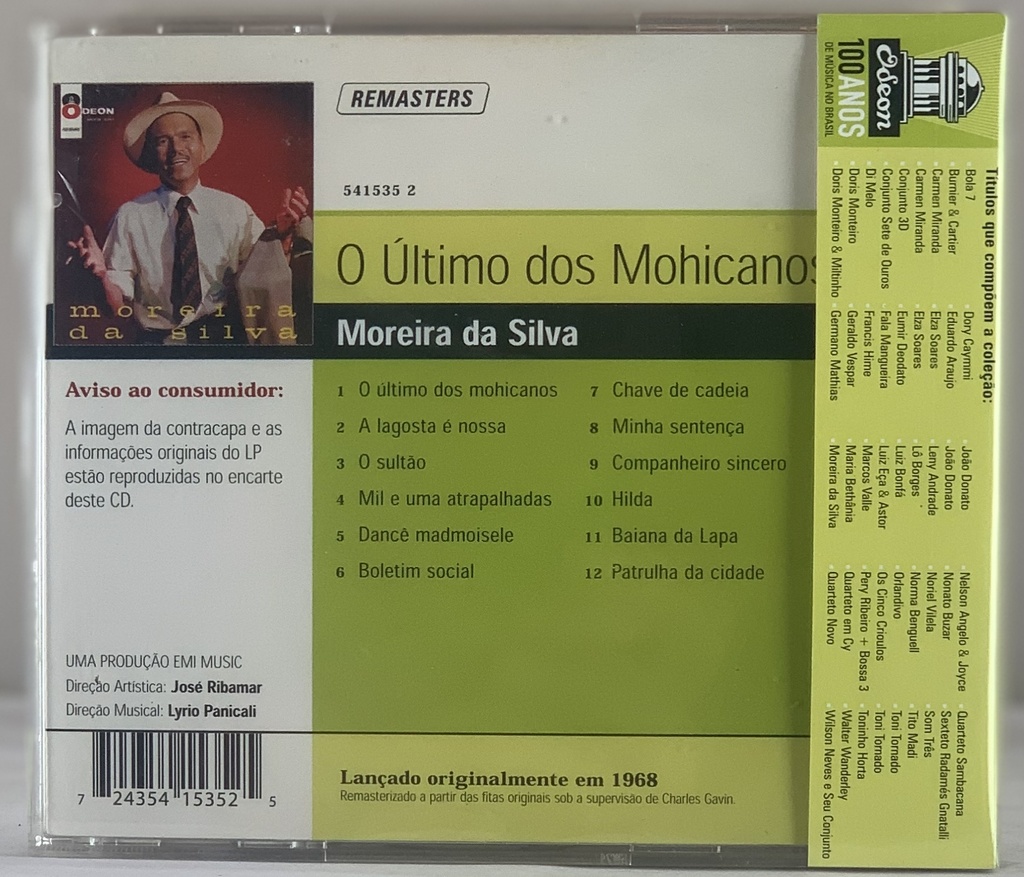 ODEON
moreira
da silva
REMASTERS
541535 2
O Último dos Mohicanos
Moreira da Silva
Aviso ao consumidor:
A imagem da contracapa e as
informações originais do LP
estão reproduzidas no encarte
deste CD.
1 O último dos mohicanos
2 A lagosta é nossa
3 O sultão
4 Mil e uma atrapalhadas
5 Dancê madmoisele
6 Boletim social
7 Chave de cadeia
8 Minha sentença
9 Companheiro sincero
10 Hilda
11 Baiana da Lapa
12 Patrulha da cidade
UMA PRODUÇÃO EMI MUSIC
Direção Artística: José Ribamar
Direção Musical: Lyrio Panicali
7 24354 15352 5
Lançado originalmente em 1968
Remasterizado a partir das fitas originais sob a supervisão de Charles Gavin.
Odeon
100 ANOS
DE MÚSICA NO BRASIL
Títulos que compõem a coleção:
Bola 7
Burnier & Cartier
Carmen Miranda
Carmen Miranda
Conjunto 3D
Conjunto Sete de Ouros
Di Melo
Doris Monteiro
Doris Monteiro & Miltinho
Dory Caymmi
Eduardo Araujo
Elza Soares
Elza Soares
Eumir Deodato
Fala Mangueira
Francis Hime
Geraldo Vespar
Germano Mathias
João Donato
João Donato
Leny Andrade
Lô Borges
Luiz Bonfá
Luiz Eça & Astor
Marcos Valle
Maria Bethânia
Moreira da Silva
Nelson Angelo & Joyce
Nonato Buzar
Noriel Vilela
Norma Benguell
Orlandivo
Os Cinco Crioulos
Pery Ribeiro + Bossa 3
Quarteto em Cy
Quarteto Novo
Quarteto Sambacana
Sexteto Radamés Gnatalli
Som Três
Tito Madi
Toni Tornado
Toni Tornado
Toninho Horta
Walter Wanderley
Wilson Neves e Seu Conjunto